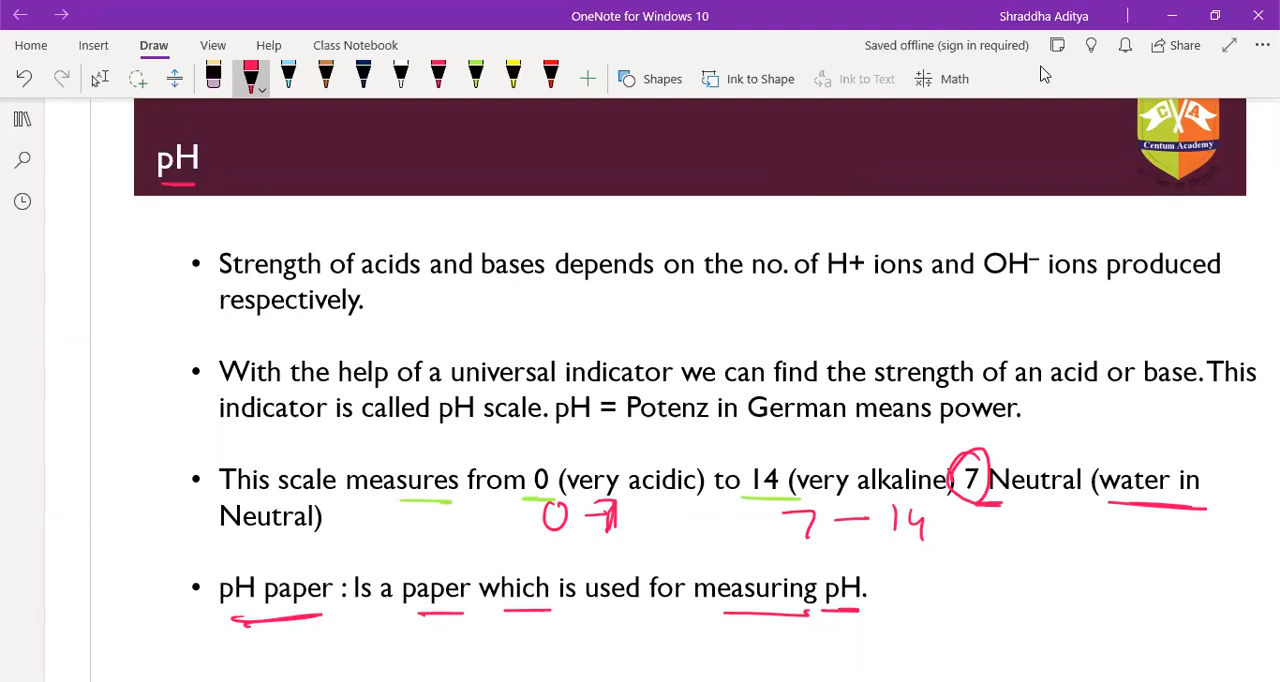 OneNote for Windows 10
Shraddha Aditya
Home Insert Draw View Help Class Notebook
Saved offline (sign in required)
Share
Shapes
Ink to Shape
Ink to Text
Math
pH
C A
Centum Academy
• Strength of acids and bases depends on the no. of H+ ions and OH⁻ ions produced
respectively.
• With the help of a universal indicator we can find the strength of an acid or base. This
indicator is called pH scale. pH = Potenz in German means power.
• This scale measures from 0 (very acidic) to 14 (very alkaline) 7 Neutral (water in
Neutral)
0 –
7 — 14
• pH paper : Is a paper which is used for measuring pH.